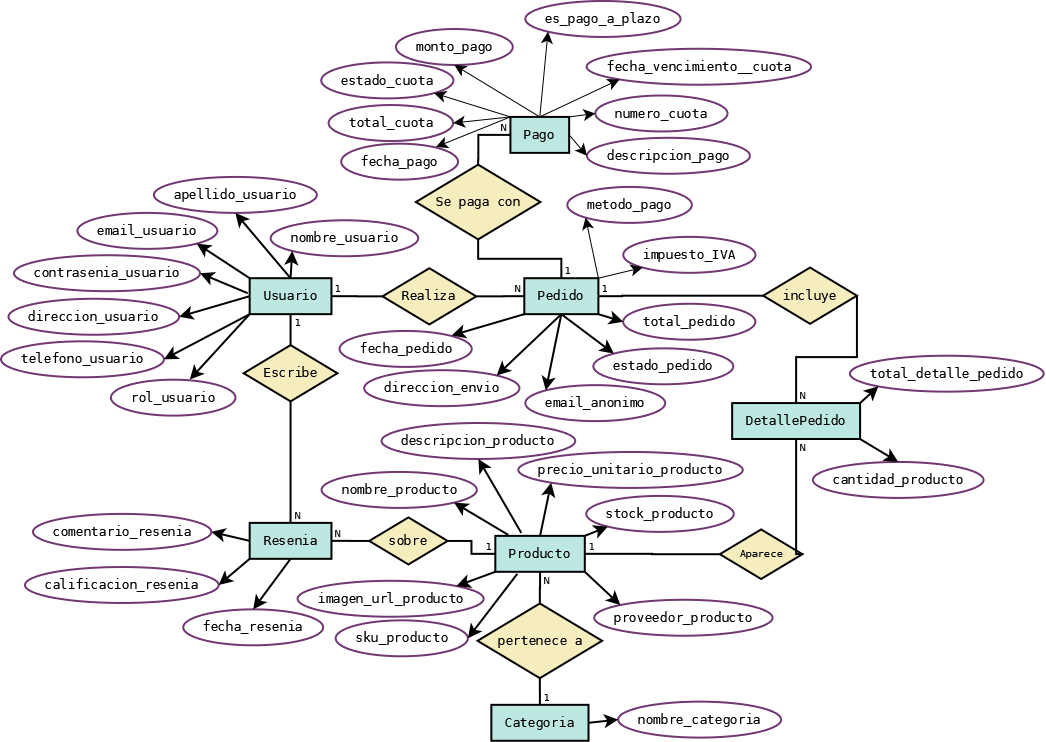 es_pago_a_plazo
monto_pago
estado_cuota
fecha_vencimiento__cuota
total_cuota
numero_cuota
N
Pago
fecha_pago
descripcion_pago
apellido_usuario
Se paga con
metodo_pago
email_usuario
nombre_usuario
impuesto_IVA
contrasenia_usuario
1
Usuario
1
Realiza
N
Pedido
1
incluye
direccion_usuario
total_pedido
1
telefono_usuario
fecha_pedido
estado_pedido
Escribe
total_detalle_pedido
direccion_envio
rol_usuario
email_anonimo
N
DetallePedido
descripcion_producto
N
precio_unitario_producto
cantidad_producto
nombre_producto
stock_producto
N
comentario_resenia
Resenia
N
sobre
1
Producto
1
Aparece
calificacion_resenia
N
imagen_url_producto
proveedor_producto
fecha_resenia
sku_producto
pertenece a
1
Categoria
nombre_categoria